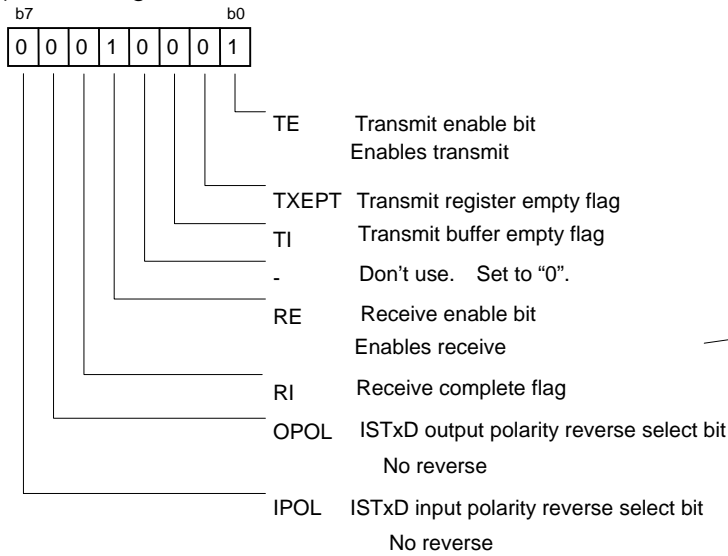 b7 b0
0 0 0 1 0 0 0 1
TE Transmit enable bit
Enables transmit
TXEPT Transmit register empty flag
TI Transmit buffer empty flag
- Don't use. Set to “0”.
RE Receive enable bit
Enables receive
RI Receive complete flag
OPOL ISTxD output polarity reverse select bit
No reverse
IPOL ISTxD input polarity reverse select bit
No reverse